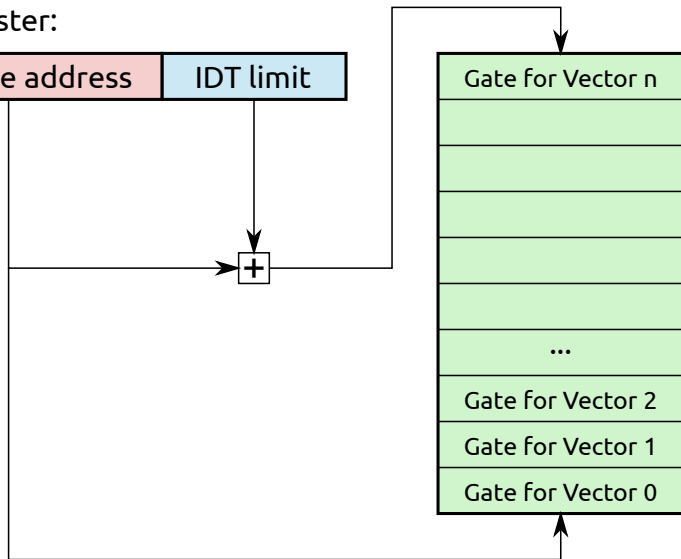 ster:
e address
IDT limit
+
Gate for Vector n
...
Gate for Vector 2
Gate for Vector 1
Gate for Vector 0